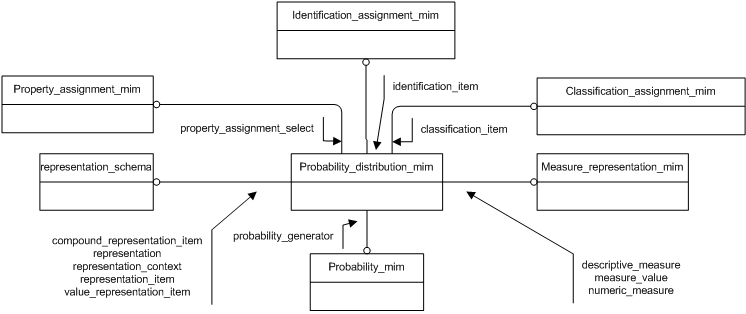 Identification_assignment_mim
Property_assignment_mim
identification_item
Classification_assignment_mim
property_assignment_select
classification_item
representation_schema
Probability_distribution_mim
Measure_representation_mim
compound_representation_item
representation
representation_context
representation_item
value_representation_item
probability_generator
Probability_mim
descriptive_measure
measure_value
numeric_measure